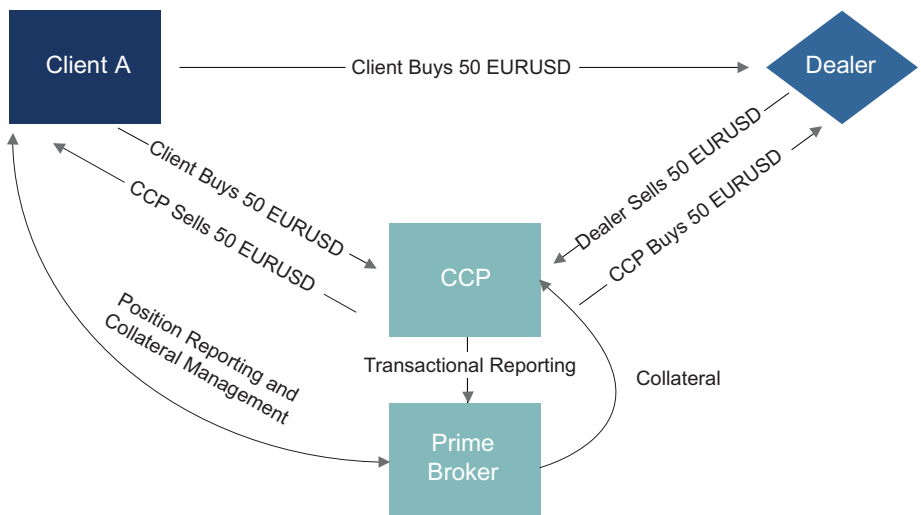 Client A
Client Buys 50 EURUSD
Dealer
Client Buys 50 EURUSD
CCP Sells 50 EURUSD
Dealer Sells 50 EURUSD
CCP Buys 50 EURUSD
CCP
Position Reporting and
Collateral Management
Transactional Reporting
Collateral
Prime
Broker